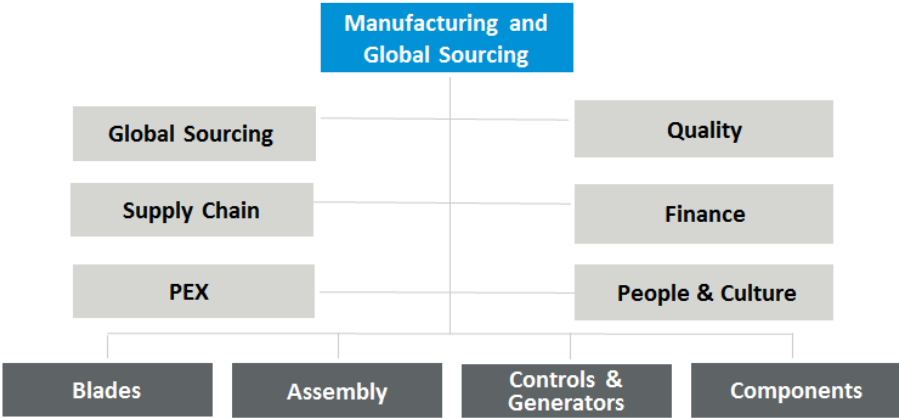 Manufacturing and
Global Sourcing
Global Sourcing
Quality
Supply Chain
Finance
PEX
People & Culture
Blades
Assembly
Controls &
Generators
Components